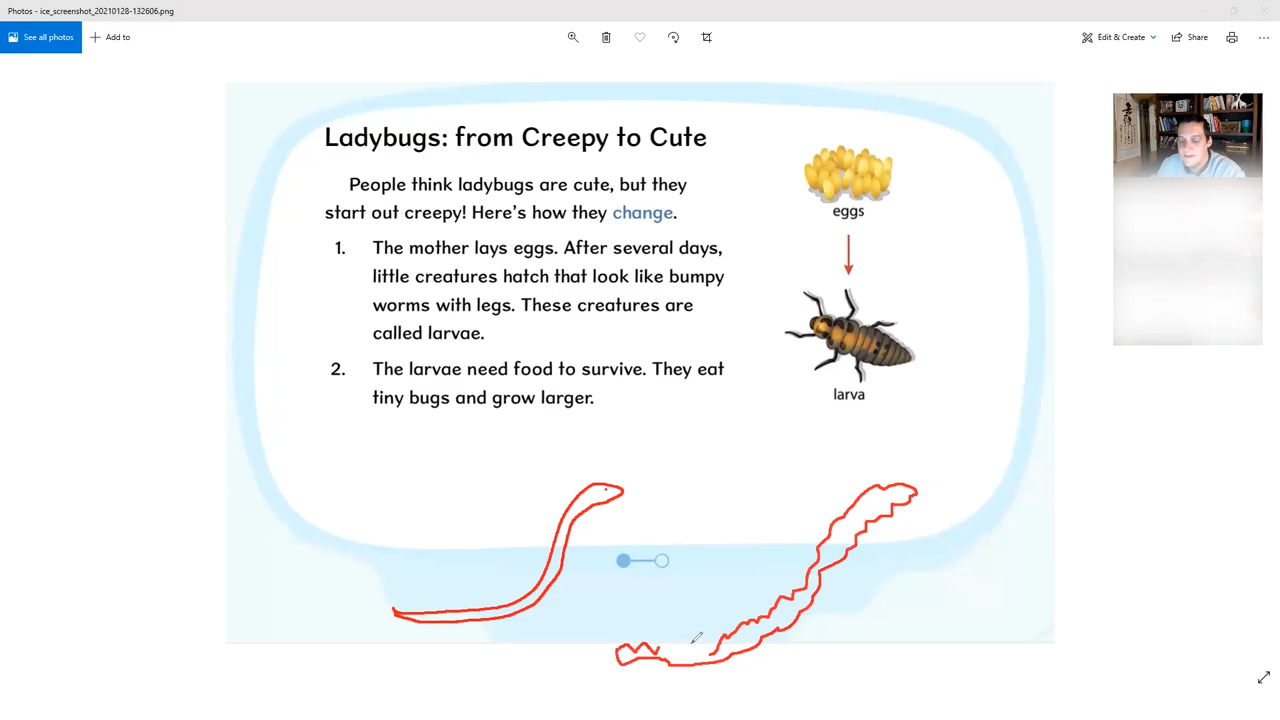 Photos - ice_screenshot_20210128-132606.png
See all photos
Add to
Edit & Create
Share
Ladybugs: from Creepy to Cute
People think ladybugs are cute, but they
start out creepy! Here's how they change.
1. The mother lays eggs. After several days,
little creatures hatch that look like bumpy
worms with legs. These creatures are
called larvae.
2. The larvae need food to survive. They eat
tiny bugs and grow larger.
eggs
larva